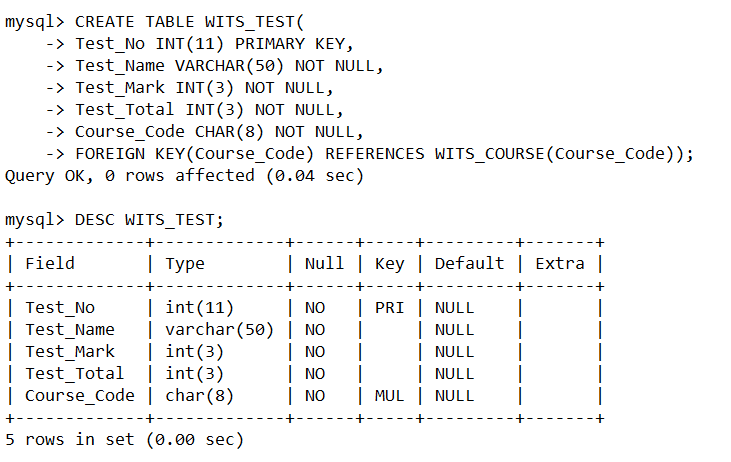 mysql> CREATE TABLE WITS_TEST(
    -> Test_No INT(11) PRIMARY KEY,
    -> Test_Name VARCHAR(50) NOT NULL,
    -> Test_Mark INT(3) NOT NULL,
    -> Test_Total INT(3) NOT NULL,
    -> Course_Code CHAR(8) NOT NULL,
    -> FOREIGN KEY(Course_Code) REFERENCES WITS_COURSE(Course_Code));
Query OK, 0 rows affected (0.04 sec)

mysql> DESC WITS_TEST;
+-------------+-------------+------+-----+---------+-------+
| Field       | Type        | Null | Key | Default | Extra |
+-------------+-------------+------+-----+---------+-------+
| Test_No     | int(11)     | NO   | PRI | NULL    |       |
| Test_Name   | varchar(50) | NO   |     | NULL    |       |
| Test_Mark   | int(3)      | NO   |     | NULL    |       |
| Test_Total  | int(3)      | NO   |     | NULL    |       |
| Course_Code | char(8)     | NO   | MUL | NULL    |       |
+-------------+-------------+------+-----+---------+-------+
5 rows in set (0.00 sec)